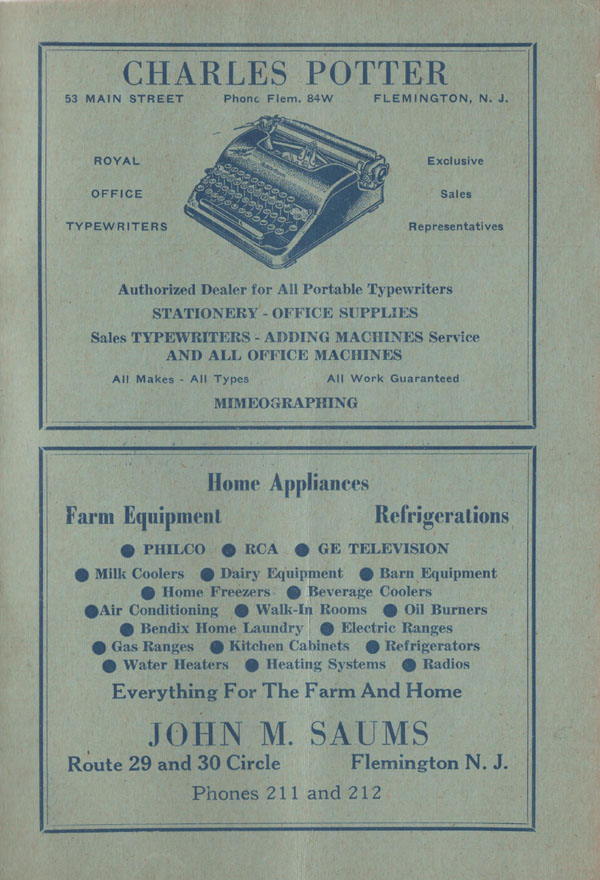 CHARLES POTTER
53 MAIN STREET Phone Flem. 84W FLEMINGTON, N. J.
ROYAL Exclusive
OFFICE Sales
TYPEWRITERS Representatives
Authorized Dealer for All Portable Typewriters
STATIONERY - OFFICE SUPPLIES
Sales TYPEWRITERS - ADDING MACHINES Service
AND ALL OFFICE MACHINES
All Makes - All Types All Work Guaranteed
MIMEOGRAPHING
Home Appliances
Farm Equipment Refrigerations
● PHILCO ● RCA ● GE TELEVISION
● Milk Coolers ● Dairy Equipment ● Barn Equipment
● Home Freezers ● Beverage Coolers
● Air Conditioning ● Walk-In Rooms ● Oil Burners
● Bendix Home Laundry ● Electric Ranges
● Gas Ranges ● Kitchen Cabinets ● Refrigerators
● Water Heaters ● Heating Systems ● Radios
Everything For The Farm And Home
JOHN M. SAUMS
Route 29 and 30 Circle Flemington N. J.
Phones 211 and 212